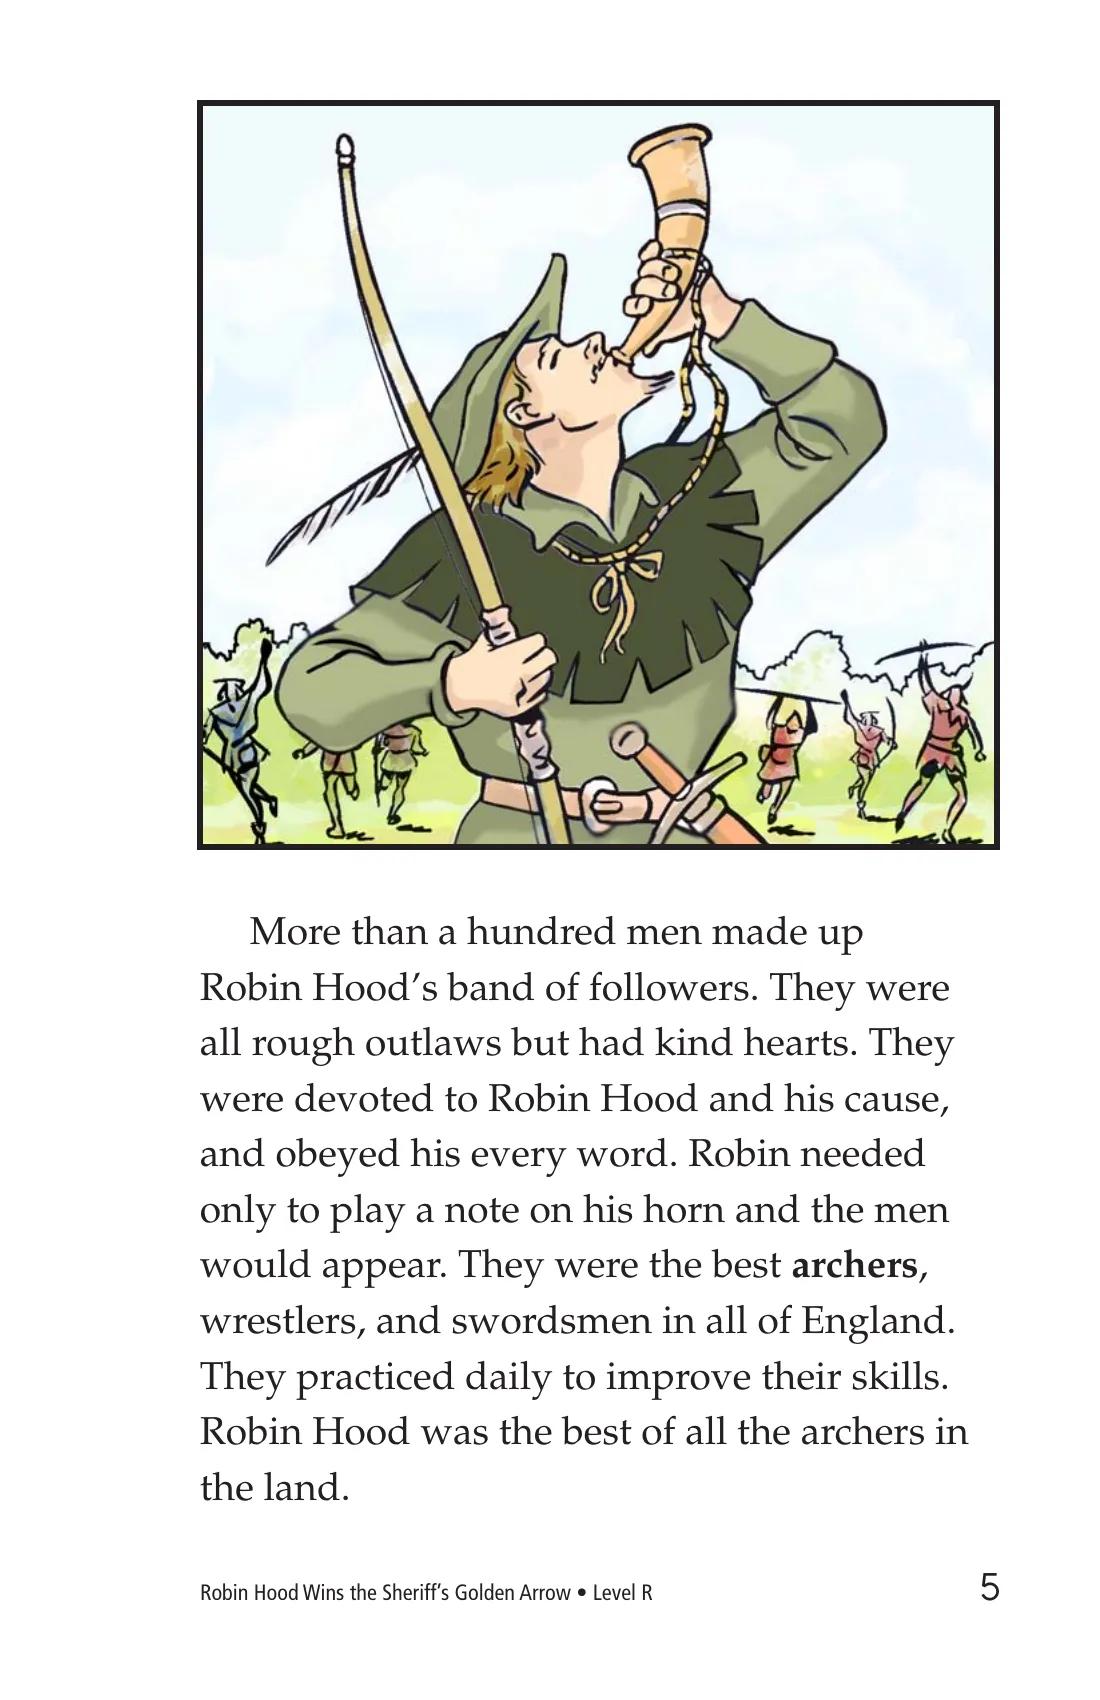 More than a hundred men made up
Robin Hood’s band of followers. They were
all rough outlaws but had kind hearts. They
were devoted to Robin Hood and his cause,
and obeyed his every word. Robin needed
only to play a note on his horn and the men
would appear. They were the best archers,
wrestlers, and swordsmen in all of England.
They practiced daily to improve their skills.
Robin Hood was the best of all the archers in
the land.
Robin Hood Wins the Sheriff’s Golden Arrow • Level R
5